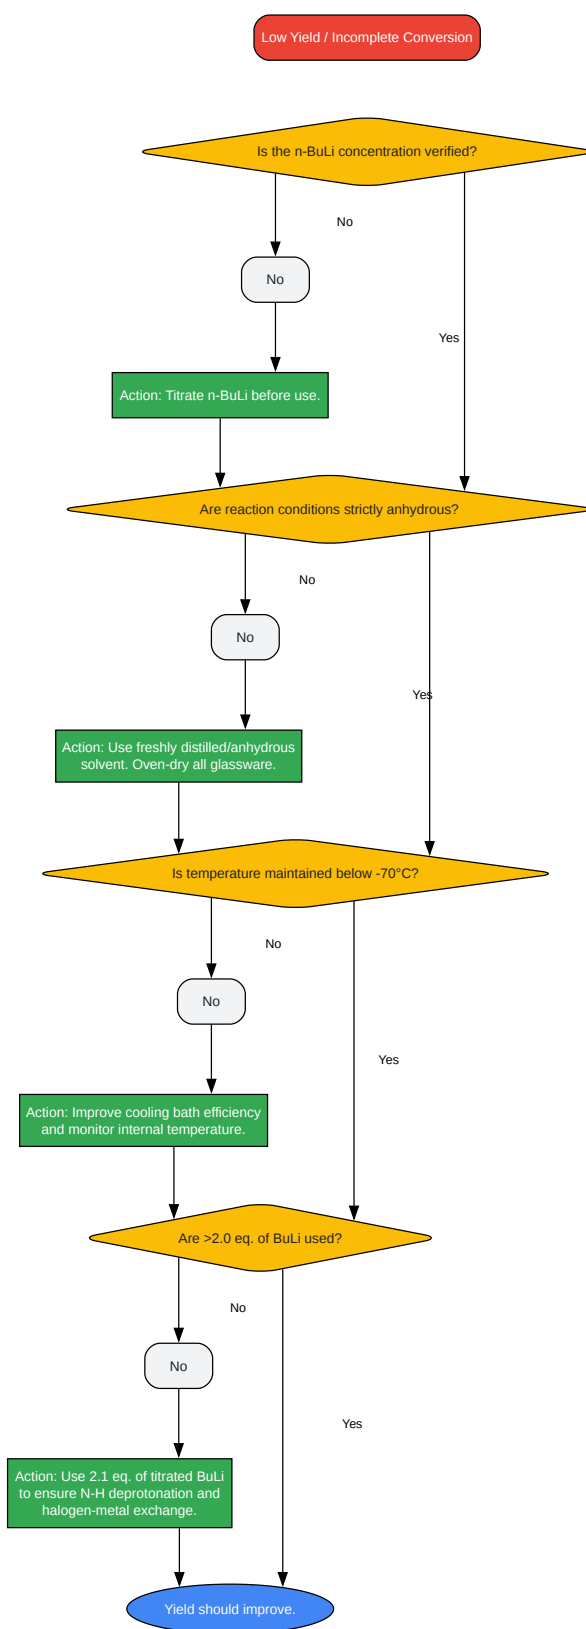 Low Yield / Incomplete Conversion
Is the n-BuLi concentration verified?
No
No
Yes
Action: Titrate n-BuLi before use.
Are reaction conditions strictly anhydrous?
No
No
Yes
Action: Use freshly distilled/anhydrous
solvent. Oven-dry all glassware.
Is temperature maintained below -70°C?
No
No
Yes
Action: Improve cooling bath efficiency
and monitor internal temperature.
Are >2.0 eq. of BuLi used?
No
No
Yes
Action: Use 2.1 eq. of titrated BuLi
to ensure N-H deprotonation and
halogen-metal exchange.
Yield should improve.